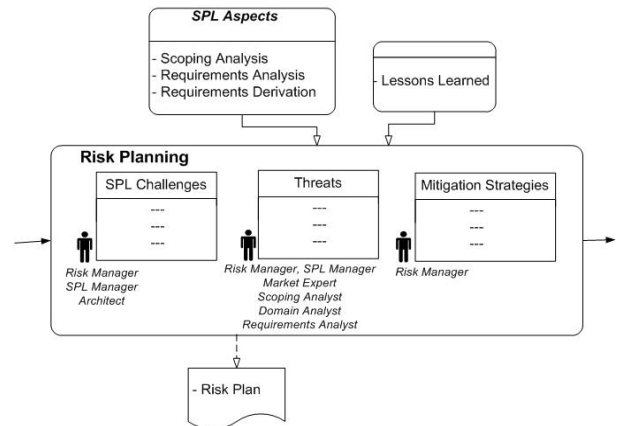 SPL Aspects
- Scoping Analysis
- Requirements Analysis
- Requirements Derivation
- Lessons Learned
Risk Planning
SPL Challenges
---
---
---
Risk Manager
SPL Manager
Architect
Threats
---
---
---
Risk Manager, SPL Manager
Market Expert
Scoping Analyst
Domain Analyst
Requirements Analyst
Mitigation Strategies
---
---
---
Risk Manager
- Risk Plan